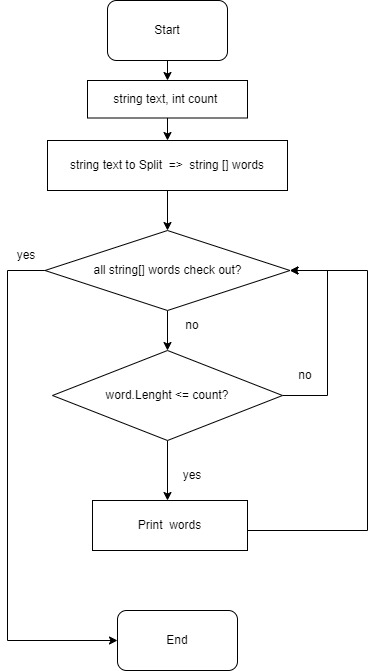 Start
string text, int count
string text to Split  =>  string [] words
yes
all string[] words check out?
no
no
word.Lenght <= count?
yes
Print  words
End